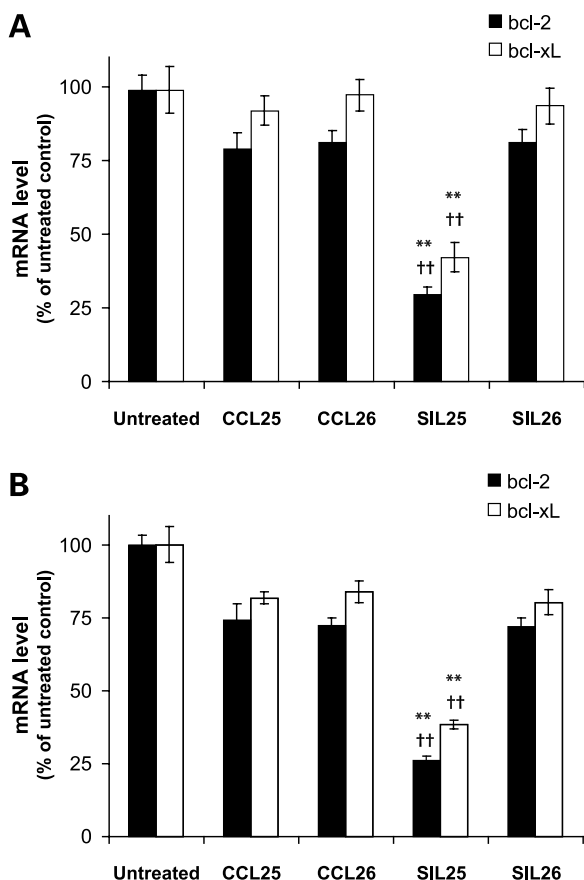 A
bcl-2
bcl-xL
mRNA level
(% of untreated control)
100
75
50
25
0
**
††
**
††
Untreated CCL25 CCL26 SIL25 SIL26
B
bcl-2
bcl-xL
mRNA level
(% of untreated control)
100
75
50
25
0
**
††
**
††
Untreated CCL25 CCL26 SIL25 SIL26